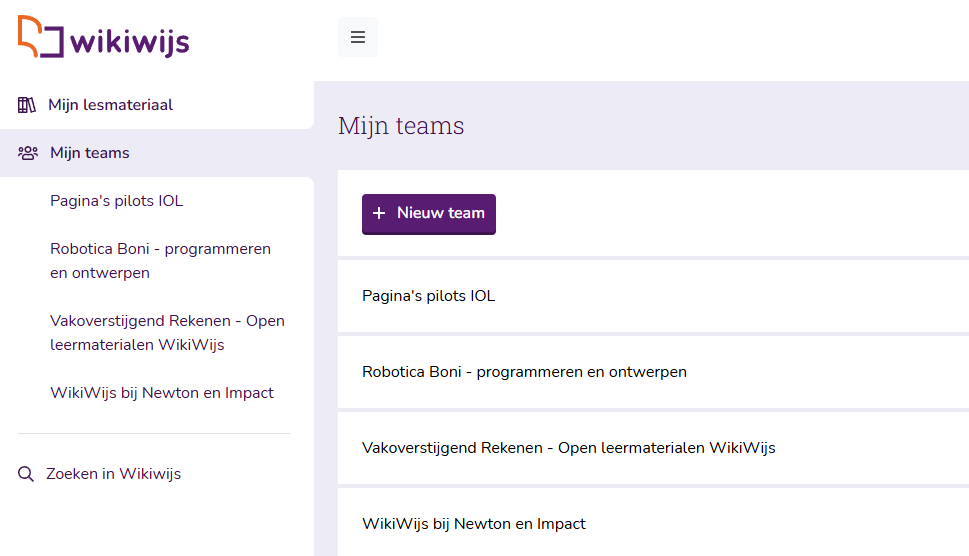 wikiwijs
Mijn lesmateriaal
Mijn teams
Pagina's pilots IOL
Robotica Boni - programmeren
en ontwerpen
Vakoverstijgend Rekenen - Open
leermaterialen WikiWijs
WikiWijs bij Newton en Impact
Zoeken in Wikiwijs
Mijn teams
+ Nieuw team
Pagina's pilots IOL
Robotica Boni - programmeren en ontwerpen
Vakoverstijgend Rekenen - Open leermaterialen WikiWijs
WikiWijs bij Newton en Impact